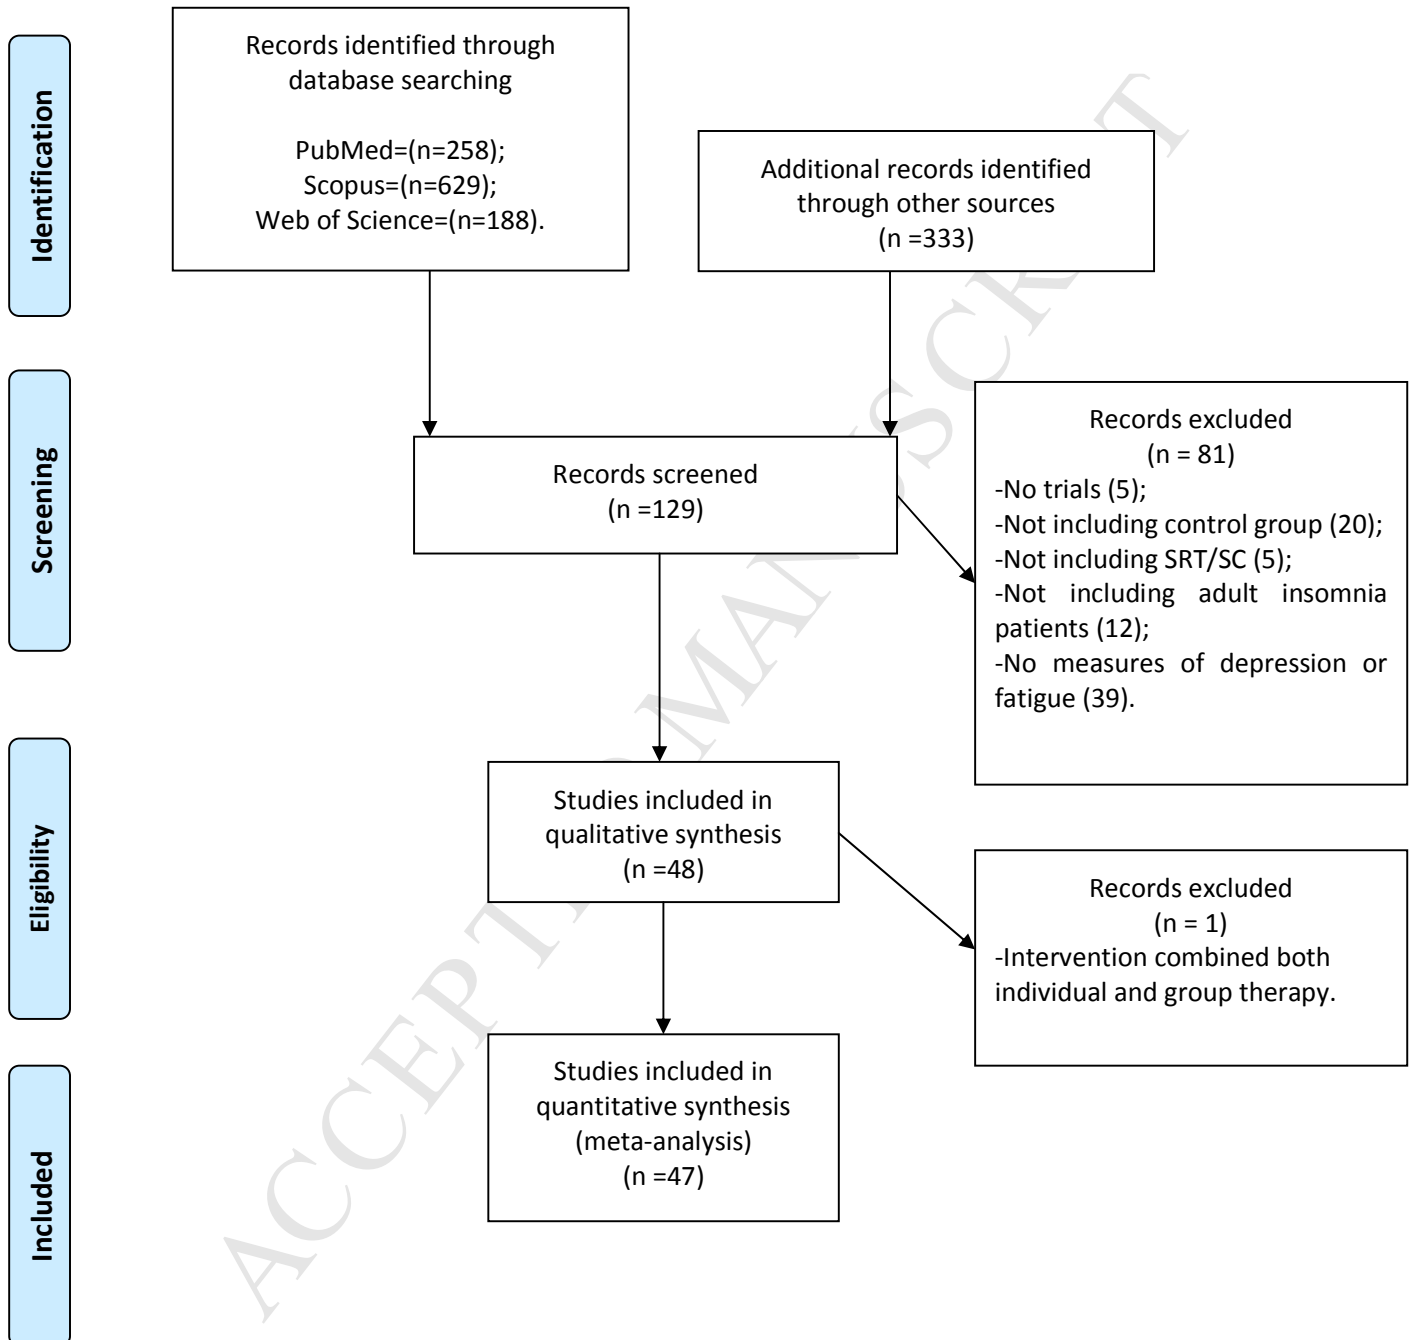 Identification
Records identified through
database searching
PubMed=(n=258);
Scopus=(n=629);
Web of Science=(n=188).
Additional records identified
through other sources
(n =333)
Screening
Records screened
(n =129)
Records excluded
(n = 81)
-No trials (5);
-Not including control group (20);
-Not including SRT/SC (5);
-Not including adult insomnia
patients (12);
-No measures of depression or
fatigue (39).
Eligibility
Studies included in
qualitative synthesis
(n =48)
Records excluded
(n = 1)
-Intervention combined both
individual and group therapy.
Included
Studies included in
quantitative synthesis
(meta-analysis)
(n =47)
ACCEPTED MANUSCRIPT